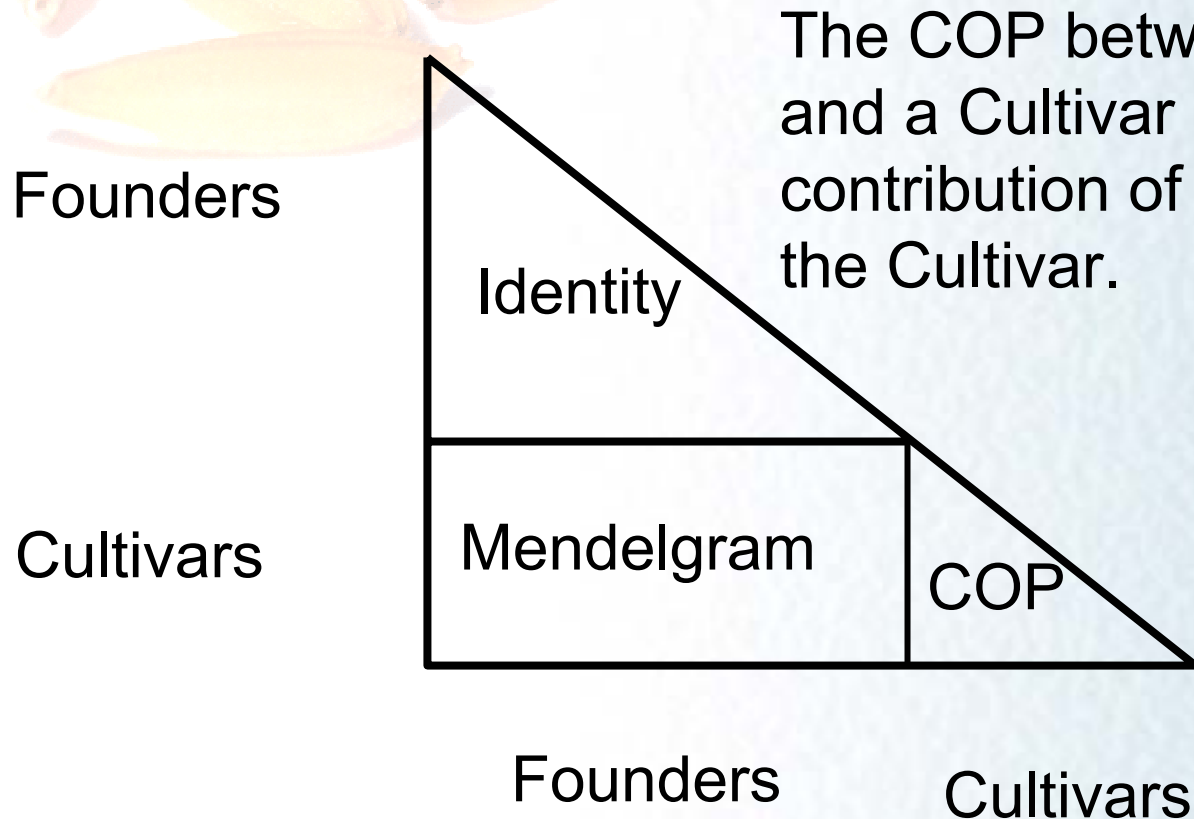 The COP betw
and a Cultivar
contribution of
the Cultivar.
Founders
Identity
Cultivars
Mendelgram
COP
Founders
Cultivars